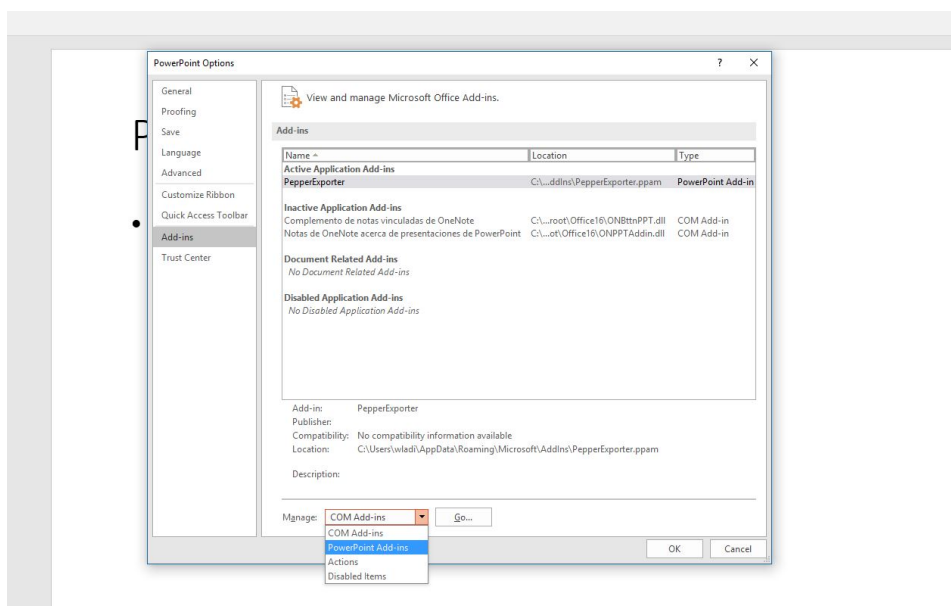 PowerPoint Options ? X
General
Proofing
Save
Language
Advanced
Customize Ribbon
Quick Access Toolbar
Add-ins
Trust Center
View and manage Microsoft Office Add-ins.
Add-ins
Name Location Type
Active Application Add-ins
PepperExporter C:\...ddIns\PepperExporter.ppam PowerPoint Add-in
Inactive Application Add-ins
Complemento de notas vinculadas de OneNote C:\...root\Office16\ONBttnPPT.dll COM Add-in
Notas de OneNote acerca de presentaciones de PowerPoint C:\...ot\Office16\ONPPTAddin.dll COM Add-in
Document Related Add-ins
No Document Related Add-ins
Disabled Application Add-ins
No Disabled Application Add-ins
Add-in: PepperExporter
Publisher:
Compatibility: No compatibility information available
Location: C:\Users\wladi\AppData\Roaming\Microsoft\AddIns\PepperExporter.ppam
Description:
Manage: COM Add-ins Go...
COM Add-ins
PowerPoint Add-ins
Actions
Disabled Items
OK Cancel